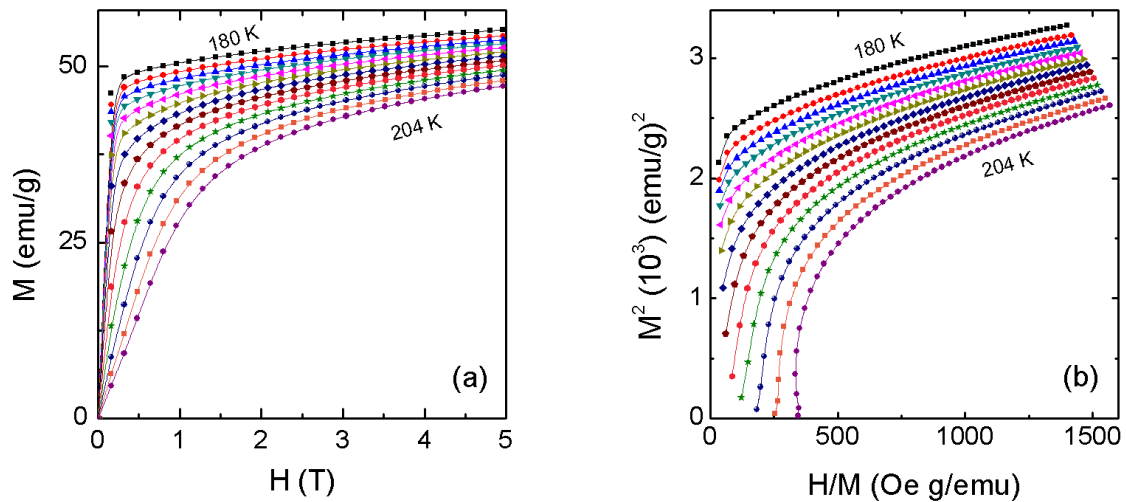 M (emu/g)
50
25
0
180 K
204 K
(a)
0 1 2 3 4 5
H (T)
M² (10³) (emu/g)²
3
2
1
0
180 K
204 K
(b)
0 500 1000 1500
H/M (Oe g/emu)